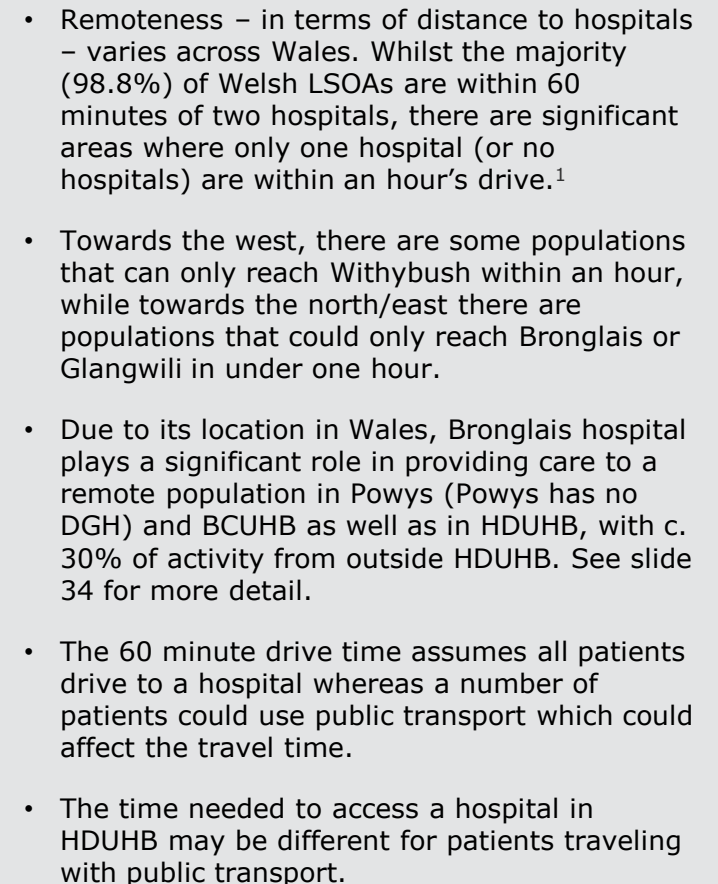 • Remoteness – in terms of distance to hospitals
– varies across Wales. Whilst the majority
(98.8%) of Welsh LSOAs are within 60
minutes of two hospitals, there are significant
areas where only one hospital (or no
hospitals) are within an hour’s drive.1
• Towards the west, there are some populations
that can only reach Withybush within an hour,
while towards the north/east there are
populations that could only reach Bronglais or
Glangwili in under one hour.
• Due to its location in Wales, Bronglais hospital
plays a significant role in providing care to a
remote population in Powys (Powys has no
DGH) and BCUHB as well as in HDUHB, with c.
30% of activity from outside HDUHB. See slide
34 for more detail.
• The 60 minute drive time assumes all patients
drive to a hospital whereas a number of
patients could use public transport which could
affect the travel time.
• The time needed to access a hospital in
HDUHB may be different for patients traveling
with public transport.